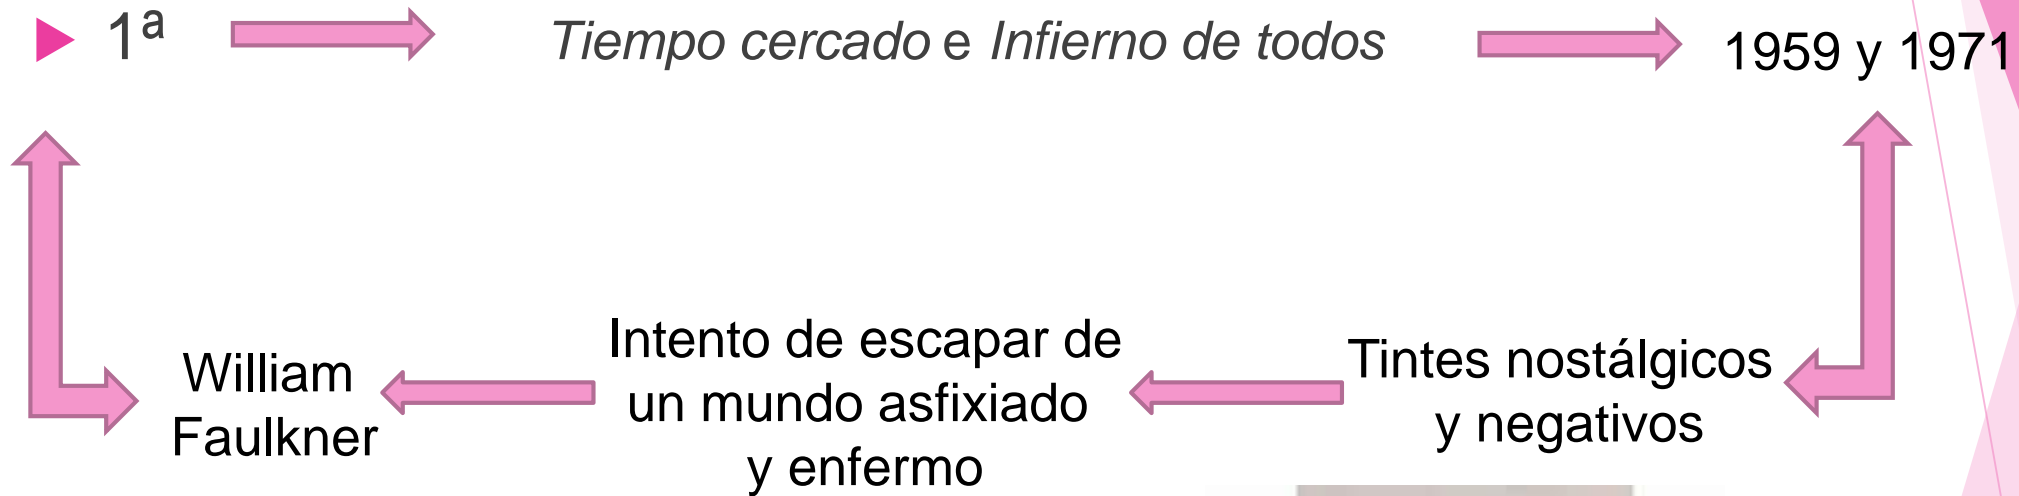 1ª
Tiempo cercado e Infierno de todos
1959 y 1971
William
Faulkner
Intento de escapar de
un mundo asfixiado
y enfermo
Tintes nostálgicos
y negativos